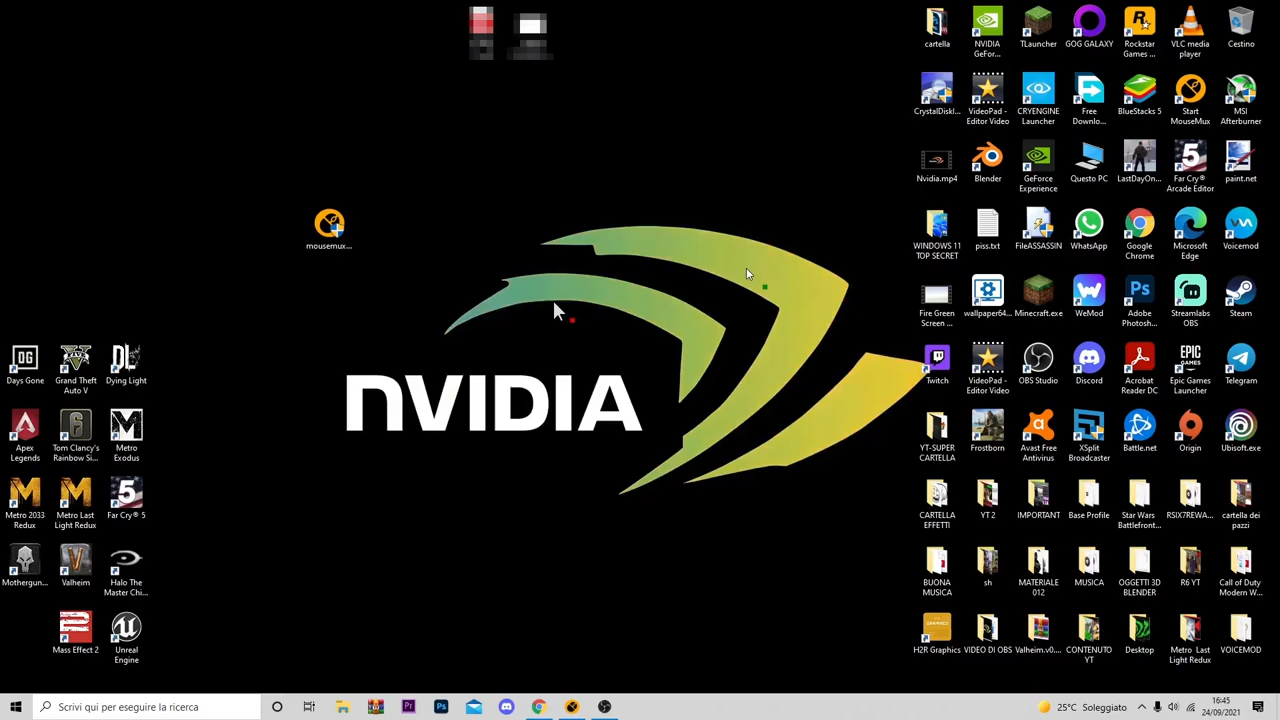 cartella
NVIDIA
GeFor...
TLauncher
GOG GALAXY
Rockstar
Games ...
VLC media
player
Cestino
CrystalDiskI...
VideoPad -
Editor Video
CRYENGINE
Launcher
Free
Downlo...
BlueStacks 5
Start
MouseMux
MSI
Afterburner
Nvidia.mp4
Blender
GeForce
Experience
Questo PC
LastDayOn...
Far Cry®
Arcade Editor
paint.net
mousemux...
WINDOWS 11
TOP SECRET
piss.txt
FileASSASSIN
WhatsApp
Google
Chrome
Microsoft
Edge
Voicemod
Fire Green
Screen ...
wallpaper64...
Minecraft.exe
WeMod
Adobe
Photosh...
Streamlabs
OBS
Steam
Days Gone
Grand Theft
Auto V
Dying Light
NVIDIA
Twitch
VideoPad -
Editor Video
OBS Studio
Discord
Acrobat
Reader DC
Epic Games
Launcher
Telegram
Apex
Legends
Tom Clancy's
Rainbow Si...
Metro
Exodus
YT-SUPER
CARTELLA
Frostborn
Avast Free
Antivirus
XSplit
Broadcaster
Battle.net
Origin
Ubisoft.exe
Metro 2033
Redux
Metro Last
Light Redux
Far Cry® 5
CARTELLA
EFFETTI
YT 2
IMPORTANT
Base Profile
Star Wars
Battlefront...
RSIX7REWA...
cartella dei
pazzi
Mothergun...
Valheim
Halo The
Master Chi...
BUONA
MUSICA
sh
MATERIALE
012
MUSICA
OGGETTI 3D
BLENDER
R6 YT
Call of Duty
Modern W...
Mass Effect 2
Unreal
Engine
H2R Graphics
VIDEO DI OBS
Valheim.v0....
CONTENUTO
YT
Desktop
Metro Last
Light Redux
VOICEMOD
Scrivi qui per eseguire la ricerca
25°C Soleggiato
16:45
24/09/2021